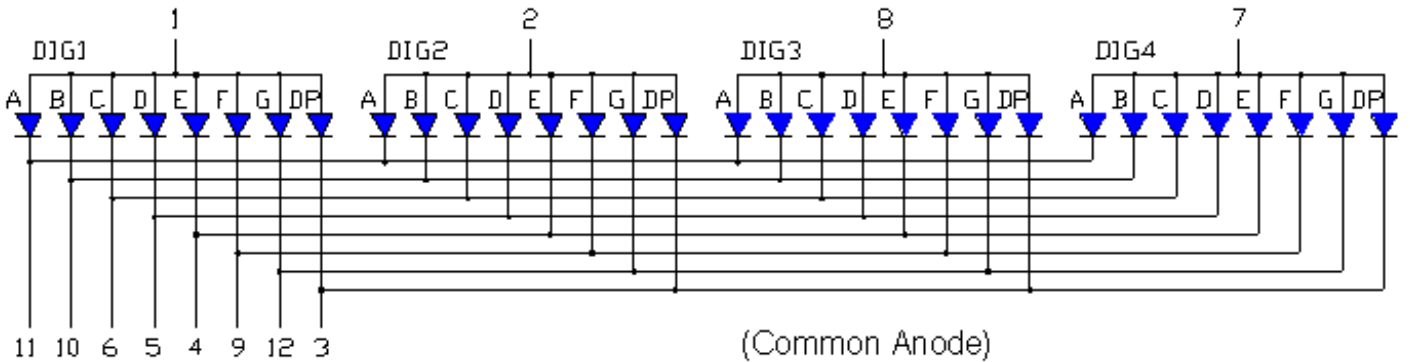 1 2 8 7
DIG1 DIG2 DIG3 DIG4
A B C D E F G DP A B C D E F G DP A B C D E F G DP A B C D E F G DP
11 10 6 5 4 9 12 3
(Common Anode)